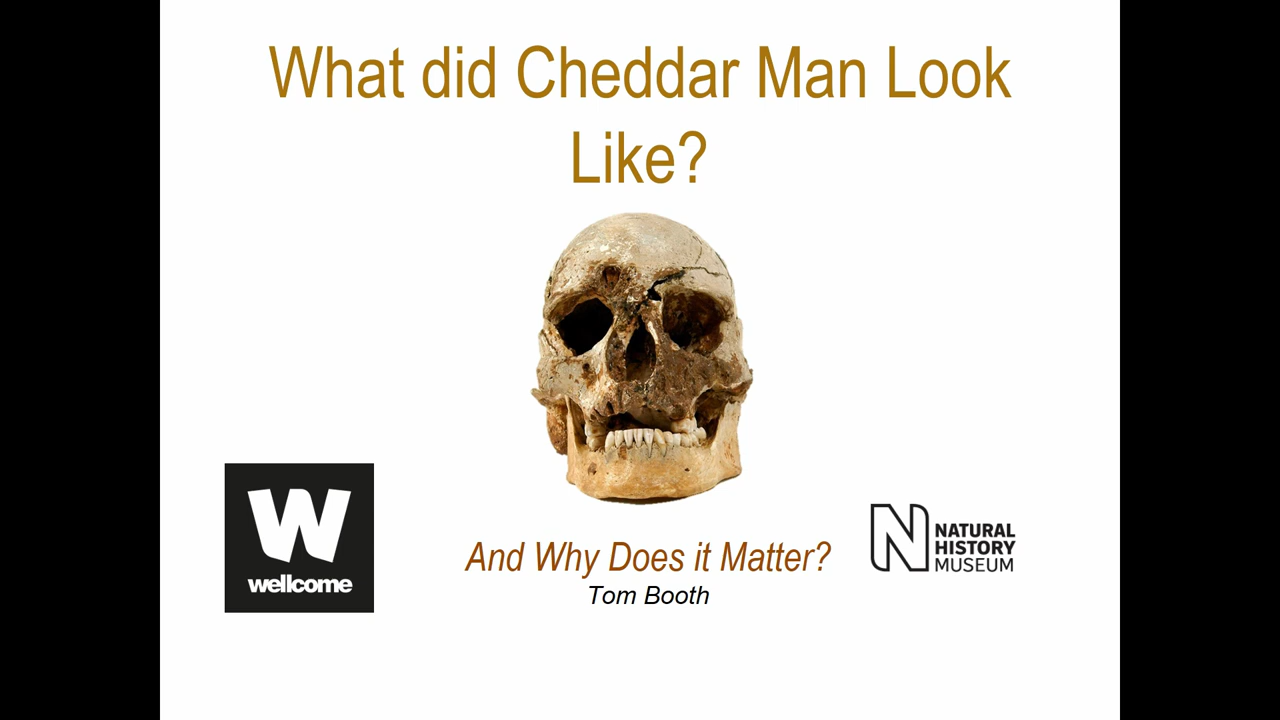 What did Cheddar Man Look
Like?
W
wellcome
And Why Does it Matter?
Tom Booth
N
NATURAL
HISTORY
MUSEUM